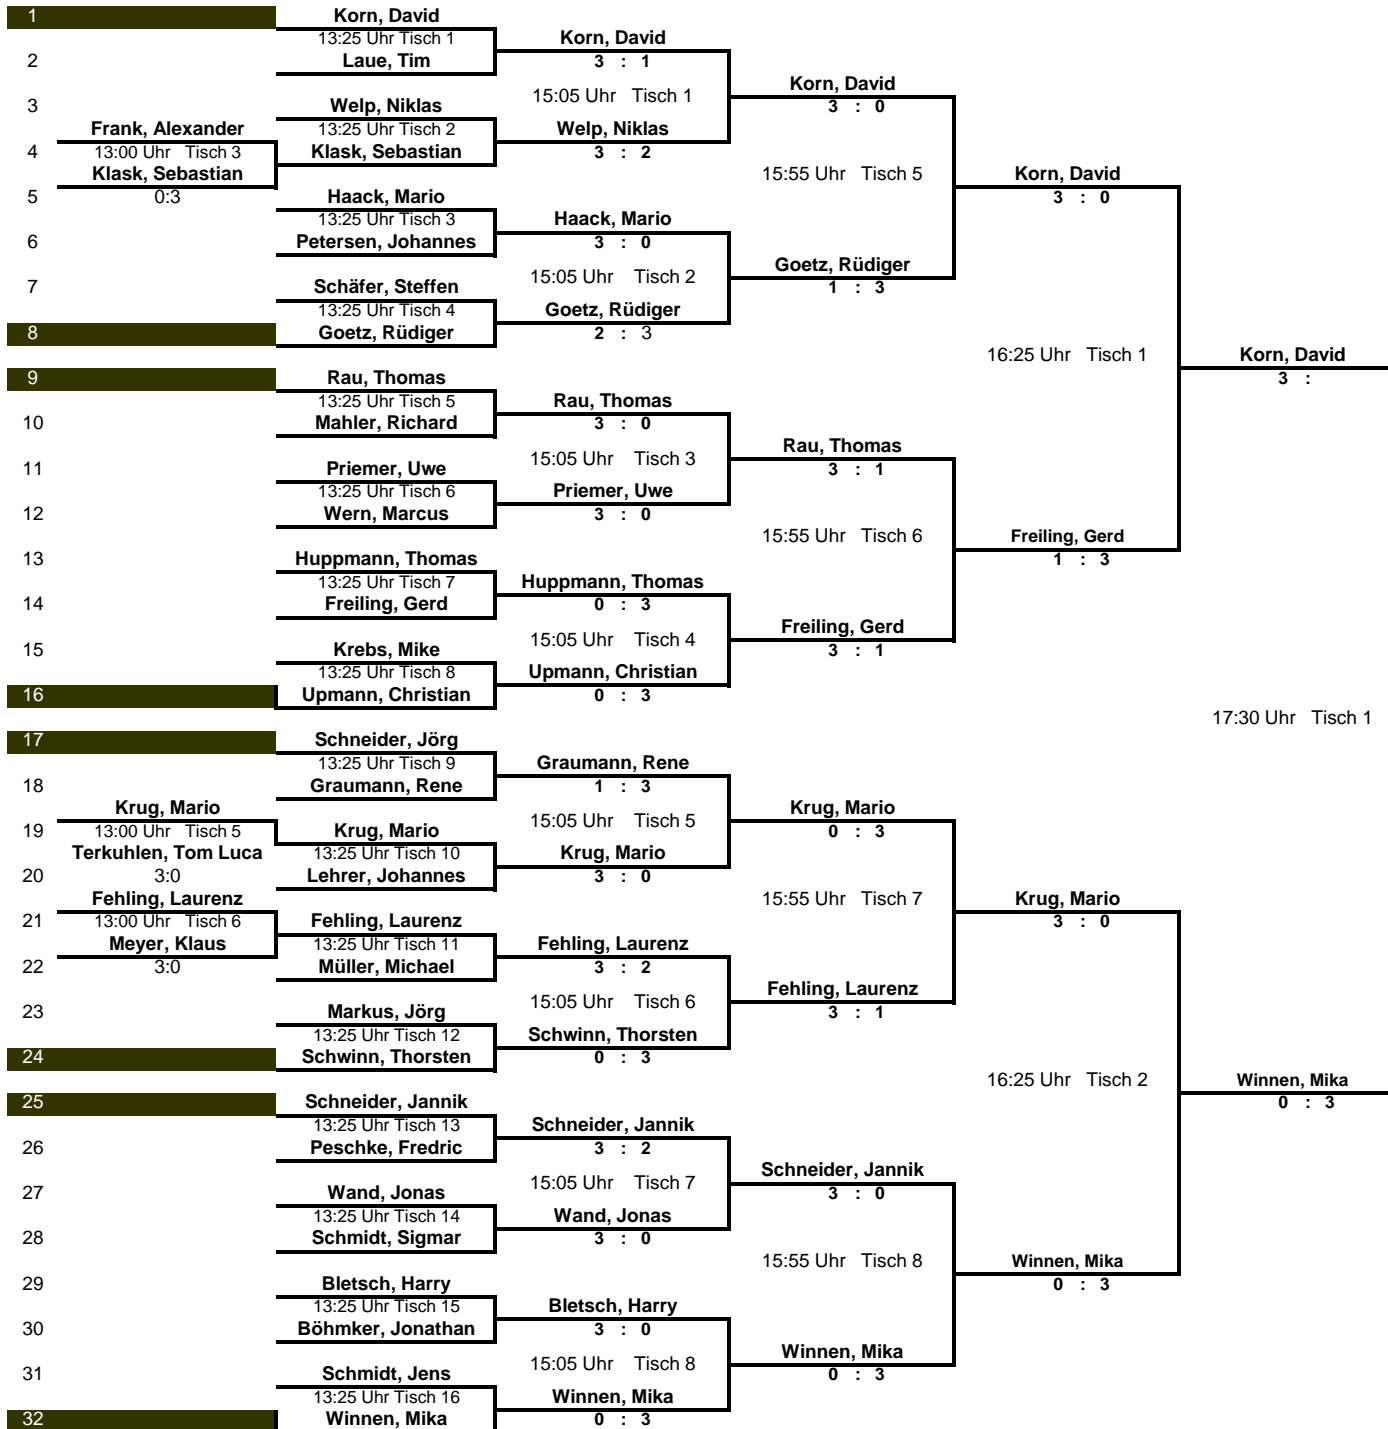 1 Korn, David
13:25 Uhr Tisch 1 Korn, David
2 Laue, Tim 3 : 1
Korn, David
3 Welp, Niklas 15:05 Uhr Tisch 1 3 : 0
Frank, Alexander 13:25 Uhr Tisch 2 Welp, Niklas
4 13:00 Uhr Tisch 3 Klask, Sebastian 3 : 2
Klask, Sebastian 15:55 Uhr Tisch 5 Korn, David
5 0:3 Haack, Mario 3 : 0
13:25 Uhr Tisch 3 Haack, Mario
6 Petersen, Johannes 3 : 0
Goetz, Rüdiger
7 Schäfer, Steffen 15:05 Uhr Tisch 2 1 : 3
13:25 Uhr Tisch 4 Goetz, Rüdiger
8 Goetz, Rüdiger 2 : 3
16:25 Uhr Tisch 1 Korn, David
9 Rau, Thomas 3 :
13:25 Uhr Tisch 5 Rau, Thomas
10 Mahler, Richard 3 : 0
Rau, Thomas
11 Priemer, Uwe 15:05 Uhr Tisch 3 3 : 1
13:25 Uhr Tisch 6 Priemer, Uwe
12 Wern, Marcus 3 : 0
15:55 Uhr Tisch 6 Freiling, Gerd
13 Huppmann, Thomas 1 : 3
13:25 Uhr Tisch 7 Huppmann, Thomas
14 Freiling, Gerd 0 : 3
Freiling, Gerd
15 Krebs, Mike 15:05 Uhr Tisch 4 3 : 1
13:25 Uhr Tisch 8 Upmann, Christian
16 Upmann, Christian 0 : 3
17:30 Uhr Tisch 1
17 Schneider, Jörg
13:25 Uhr Tisch 9 Graumann, Rene
18 Graumann, Rene 1 : 3
Krug, Mario Krug, Mario
19 13:00 Uhr Tisch 5 Krug, Mario 15:05 Uhr Tisch 5 0 : 3
Terkuhlen, Tom Luca 13:25 Uhr Tisch 10 Krug, Mario
20 3:0 Lehrer, Johannes 3 : 0
Fehling, Laurenz 15:55 Uhr Tisch 7 Krug, Mario
21 13:00 Uhr Tisch 6 Fehling, Laurenz 3 : 0
Meyer, Klaus 13:25 Uhr Tisch 11 Fehling, Laurenz
22 3:0 Müller, Michael 3 : 2
Fehling, Laurenz
23 Markus, Jörg 15:05 Uhr Tisch 6 3 : 1
13:25 Uhr Tisch 12 Schwinn, Thorsten
24 Schwinn, Thorsten 0 : 3
16:25 Uhr Tisch 2 Winnen, Mika
25 Schneider, Jannik 0 : 3
13:25 Uhr Tisch 13 Schneider, Jannik
26 Peschke, Fredric 3 : 2
Schneider, Jannik
27 Wand, Jonas 15:05 Uhr Tisch 7 3 : 0
13:25 Uhr Tisch 14 Wand, Jonas
28 Schmidt, Sigmar 3 : 0
15:55 Uhr Tisch 8 Winnen, Mika
29 Bletsch, Harry 0 : 3
13:25 Uhr Tisch 15 Bletsch, Harry
30 Böhmker, Jonathan 3 : 0
Winnen, Mika
31 Schmidt, Jens 15:05 Uhr Tisch 8 0 : 3
13:25 Uhr Tisch 16 Winnen, Mika
32 Winnen, Mika 0 : 3